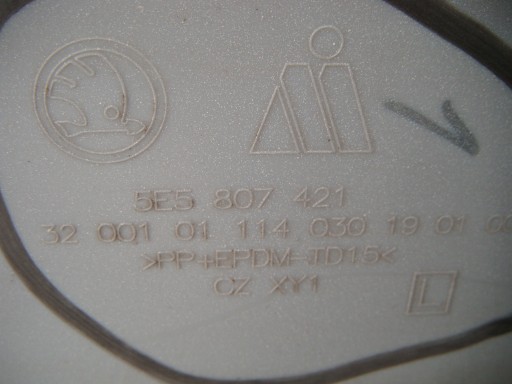 5E5 807 421
32 001 01 114 030 19 01
>PP+EPDM-TD15<
CZ XY1
L